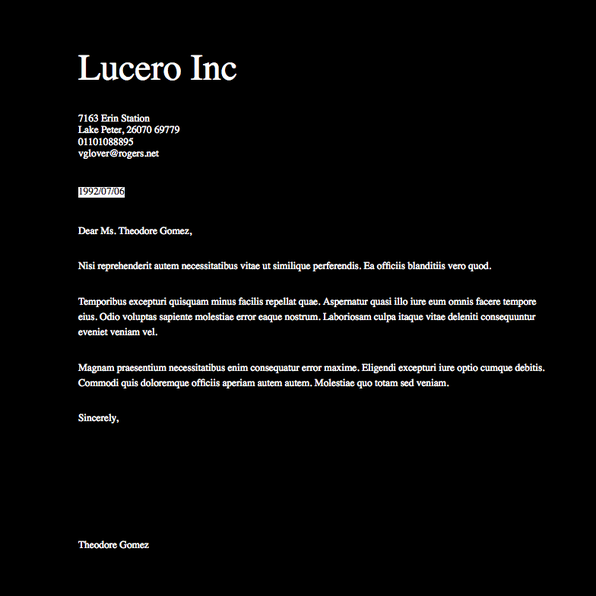 Lucero Inc
7163 Erin Station
Lake Peter, 26070 69779
01101088895
vglover@rogers.net
1992/07/06
Dear Ms. Theodore Gomez,
Nisi reprehenderit autem necessitatibus vitae ut similique perferendis. Ea officiis blanditiis vero quod.
Temporibus excepturi quisquam minus facilis repellat quae. Aspernatur quasi illo iure eum omnis facere tempore
eius. Odio voluptas sapiente molestiae error eaque nostrum. Laboriosam culpa itaque vitae deleniti consequuntur
eveniet veniam vel.
Magnam praesentium necessitatibus enim consequatur error maxime. Eligendi excepturi iure optio cumque debitis.
Commodi quis doloremque officiis aperiam autem autem. Molestiae quo totam sed veniam.
Sincerely,
Theodore Gomez